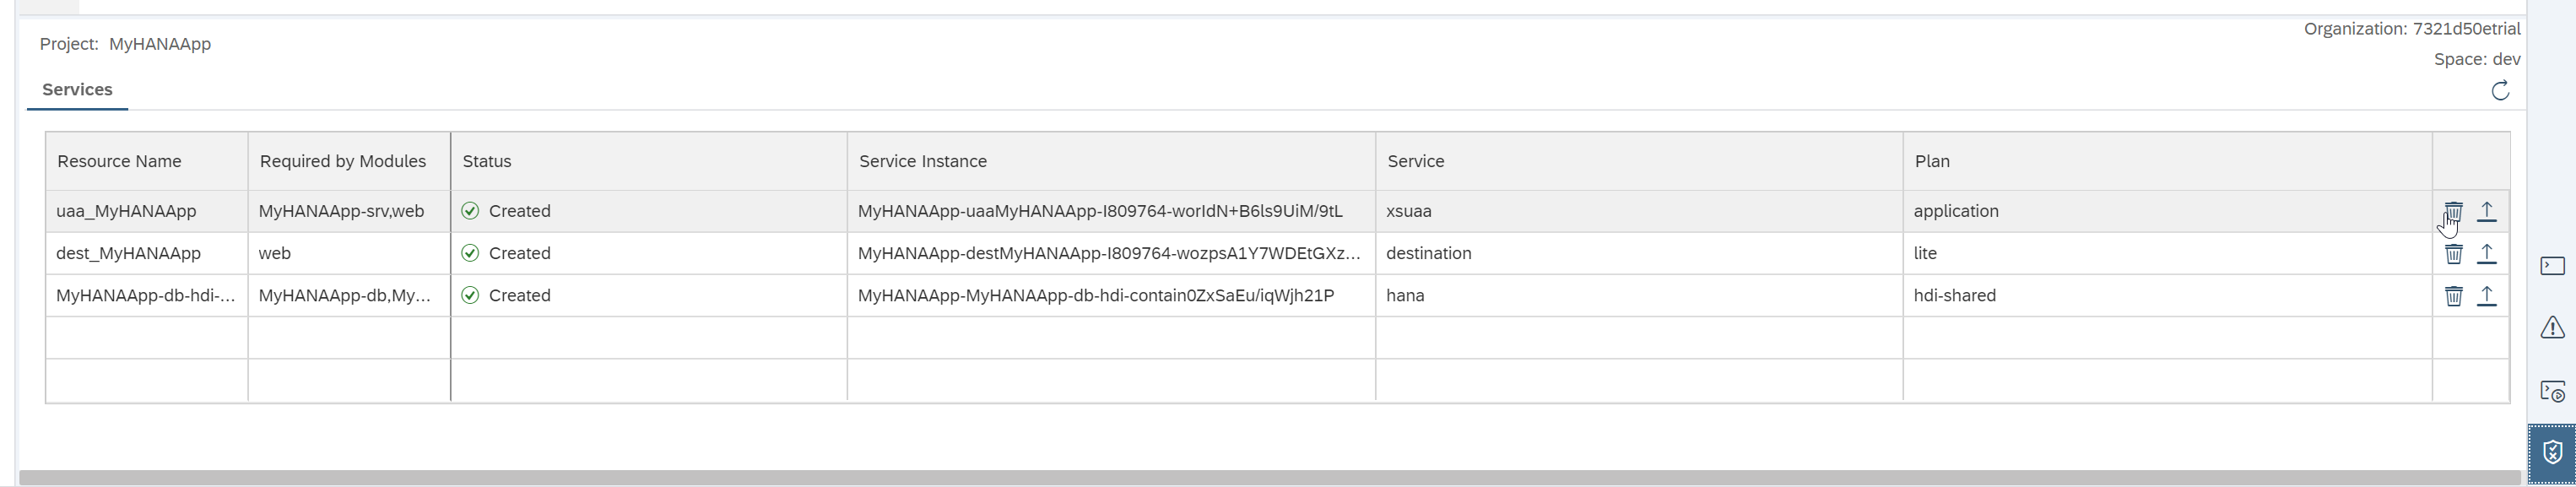 Project: MyHANAApp
Organization: 7321d50etrial
Space: dev
Services
Resource Name Required by Modules Status Service Instance Service Plan
uaa_MyHANAApp MyHANAApp-srv,web Created MyHANAApp-uaaMyHANAApp-I809764-worIdN+B6ls9UiM/9tL xsuaa application
dest_MyHANAApp web Created MyHANAApp-destMyHANAApp-I809764-wozpsA1Y7WDEtGXz... destination lite
MyHANAApp-db-hdi-... MyHANAApp-db,My... Created MyHANAApp-MyHANAApp-db-hdi-contain0ZxSaEu/iqWjh21P hana hdi-shared